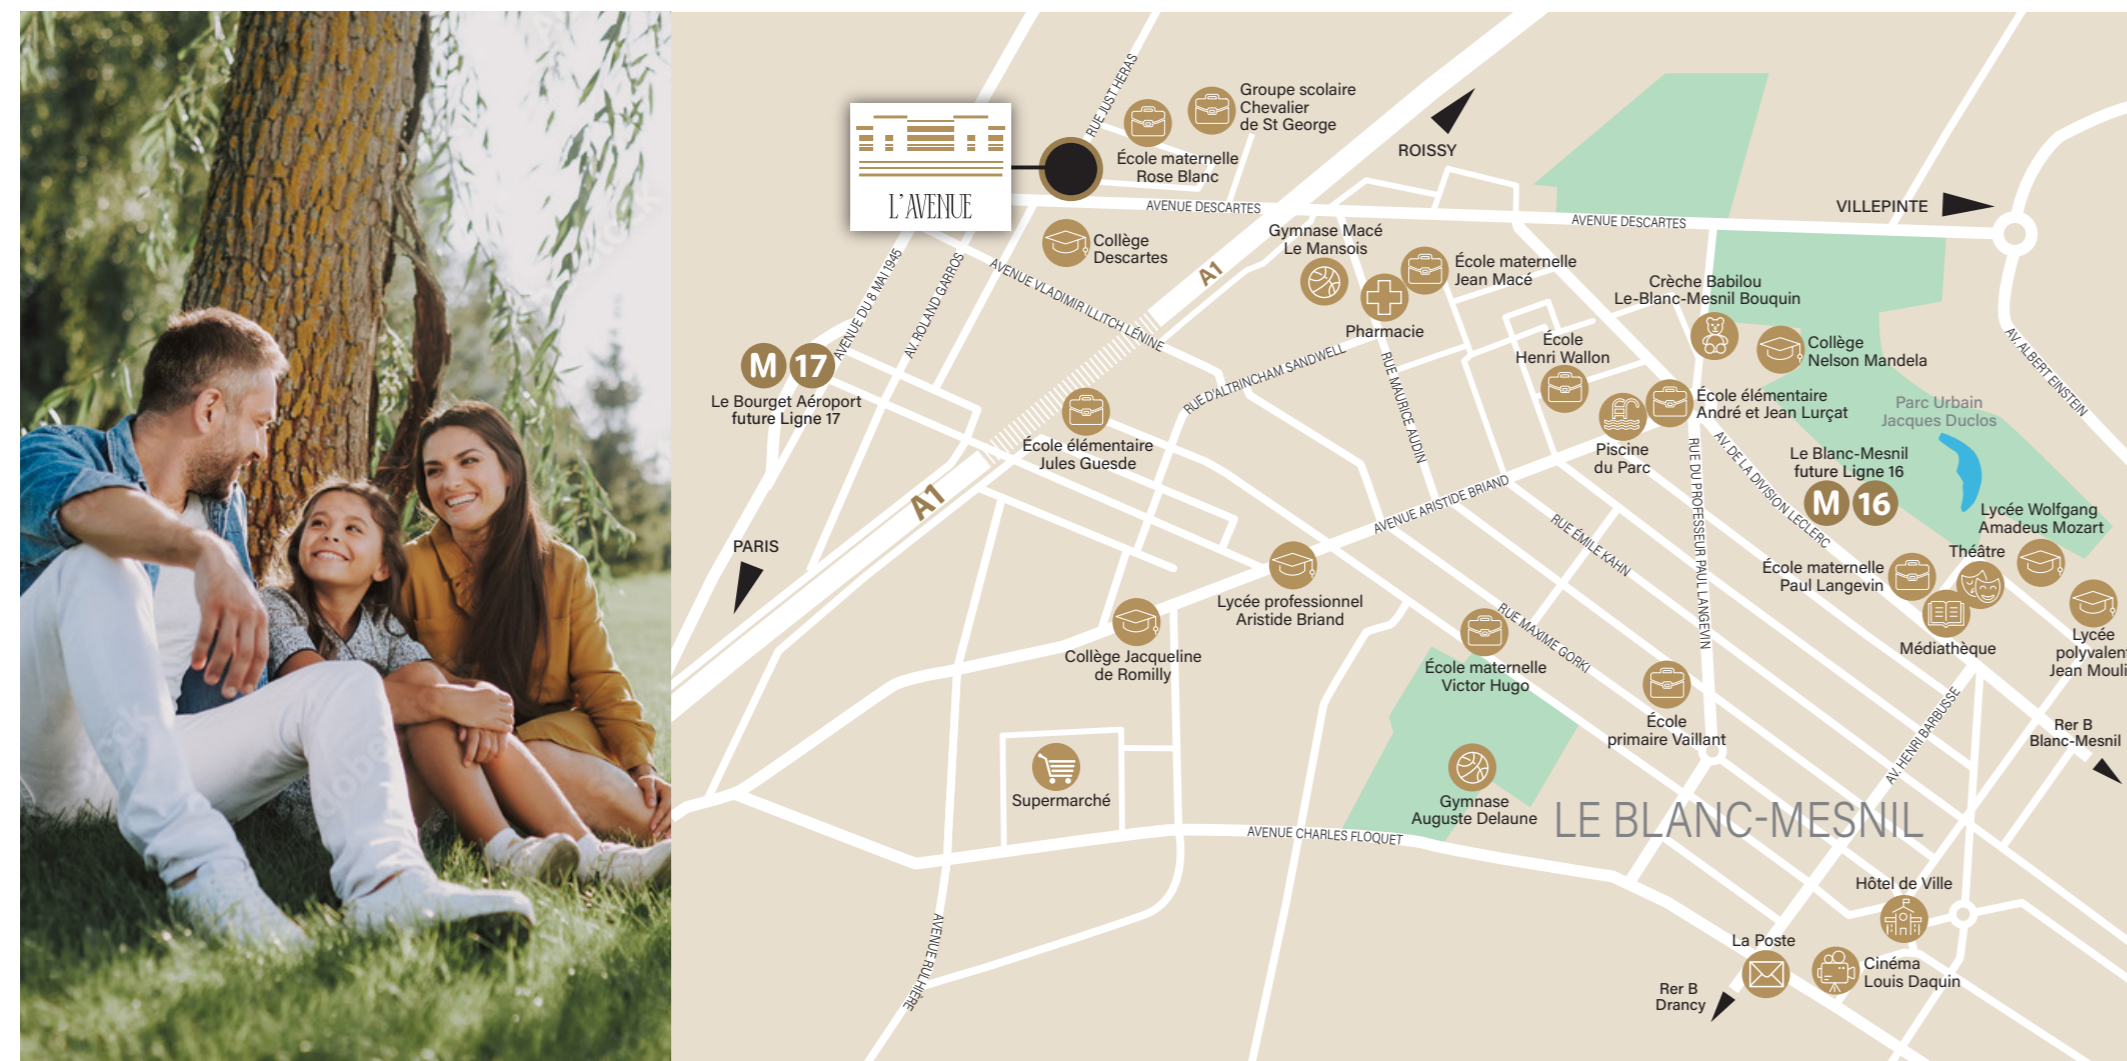 RUE JUST HERAS
Groupe scolaire
Chevalier
de St George
École maternelle
Rose Blanc
ROISSY
L'AVENUE
AVENUE DESCARTES
AVENUE DESCARTES
VILLEPINTE
Collège
Descartes
Gymnase Macé
Le Mansois
École maternelle
Jean Macé
Pharmacie
A1
AVENUE DU 8 MAI 1945
AV. ROLAND GARROS
AVENUE VLADIMIR ILLITCH LÉNINE
Crèche Babilou
Le-Blanc-Mesnil Bouquin
Collège
Nelson Mandela
École
Henri Wallon
AV. ALBERT EINSTEIN
M 17
Le Bourget Aéroport
future Ligne 17
RUE D'ALTRINCHAM SANDWELL
RUE MAURICE AUDIN
École élémentaire
André et Jean Lurçat
Parc Urbain
Jacques Duclos
École élémentaire
Jules Guesde
Piscine
du Parc
Le Blanc-Mesnil
future Ligne 16
M 16
A1
AVENUE ARISTIDE BRIAND
RUE DU PROFESSEUR PAUL LANGEVIN
AV. DE LA DIVISION LECLERC
Lycée Wolfgang
Amadeus Mozart
PARIS
RUE ÉMILE KAHN
Théâtre
École maternelle
Paul Langevin
Lycée professionnel
Aristide Briand
RUE MAXIME GORKI
Médiathèque
Lycée
polyvalent
Jean Mouli
Collège Jacqueline
de Romilly
École maternelle
Victor Hugo
École
primaire Vaillant
AV. HENRI BARBUSSE
Rer B
Blanc-Mesnil
Supermarché
Gymnase
Auguste Delaune
LE BLANC-MESNIL
AVENUE CHARLES FLOQUET
Hôtel de Ville
AVENUE RULHIÈRE
La Poste
Cinéma
Louis Daquin
Rer B
Drancy